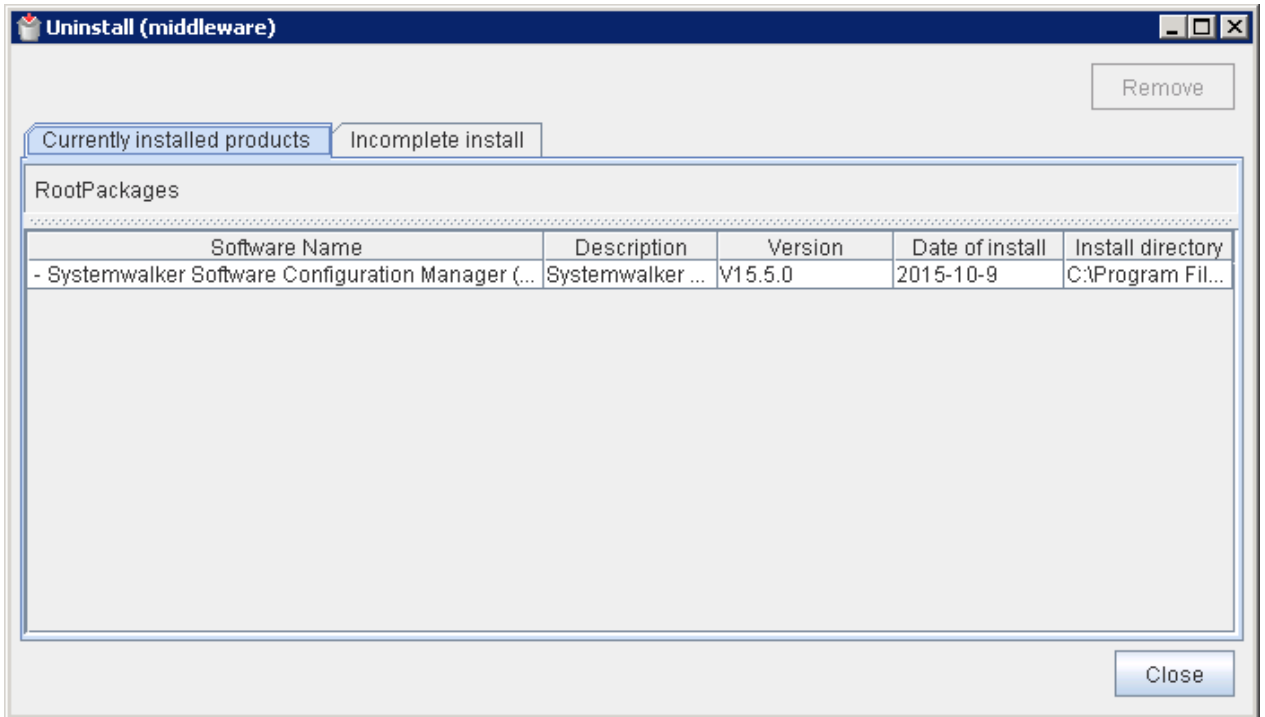 Uninstall (middleware)
Remove
Currently installed products Incomplete install
RootPackages
Software Name Description Version Date of install Install directory
- Systemwalker Software Configuration Manager (... Systemwalker ... V15.5.0 2015-10-9 C:\Program Fil...
Close